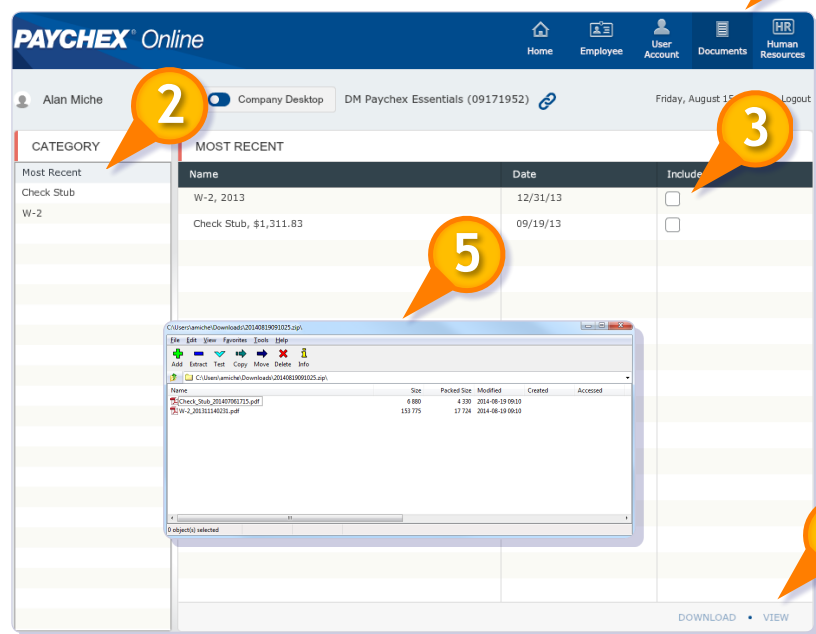 PAYCHEX® Online
Home
Employee
User Account
Documents
HR
Human Resources
Alan Miche
2
Company Desktop
DM Paychex Essentials (09171952)
Friday, August 15
Logout
3
CATEGORY
MOST RECENT
Most Recent
Check Stub
W-2
Name Date Include
W-2, 2013 12/31/13
Check Stub, $1,311.83 09/19/13
5
C:\Users\amiche\Downloads\20140819091025.zip\
File Edit View Favorites Tools Help
Add Extract Test Copy Move Delete Info
C:\Users\amiche\Downloads\20140819091025.zip\
Name Size Packed Size Modified Created Accessed
Check_Stub_201407061715.pdf 6 880 4 330 2014-08-19 09:10
W-2_201311140231.pdf 153 775 17 724 2014-08-19 09:10
0 object(s) selected
DOWNLOAD • VIEW